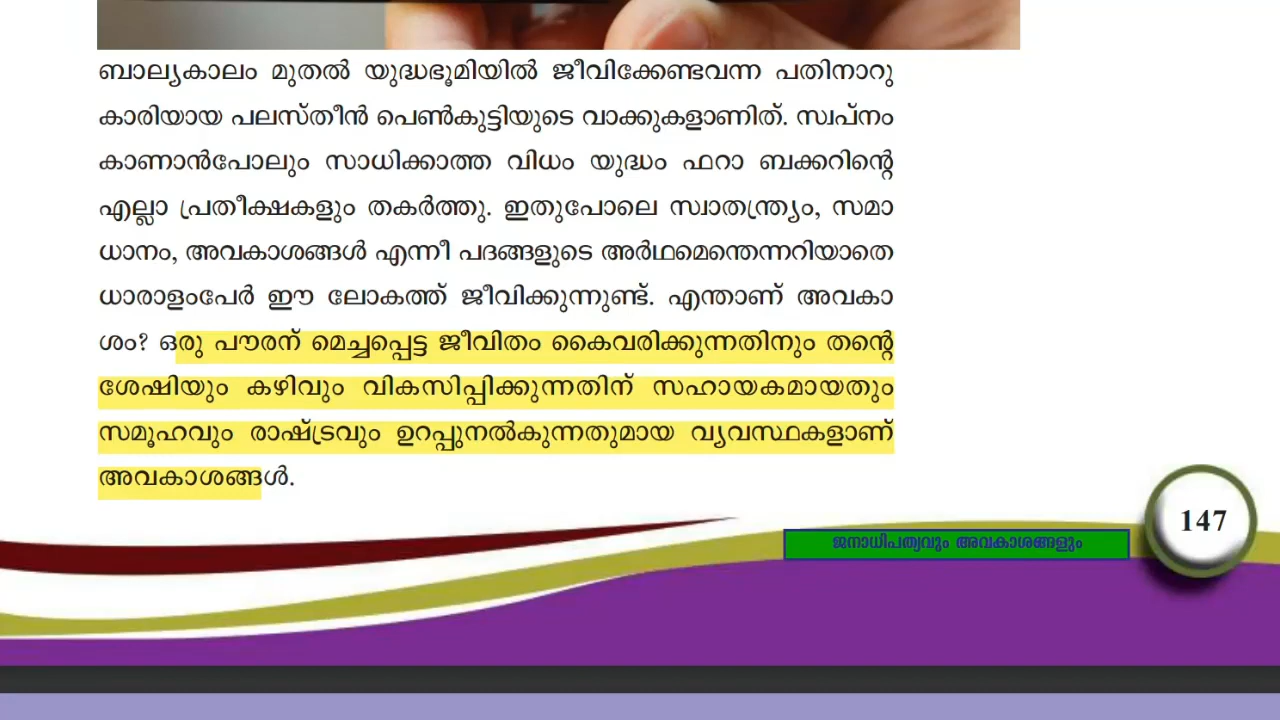 ബാല്യകാലം മുതൽ യുദ്ധഭൂമിയിൽ ജീവിക്കേണ്ടവന്ന പതിനാറു
കാരിയായ പലസ്തീൻ പെൺകുട്ടിയുടെ വാക്കുകളാണിത്. സ്വപ്നം
കാണാൻപോലും സാധിക്കാത്ത വിധം യുദ്ധം ഫറാ ബക്കറിന്റെ
എല്ലാ പ്രതീക്ഷകളും തകർത്തു. ഇതുപോലെ സ്വാതന്ത്ര്യം, സമാ
ധാനം, അവകാശങ്ങൾ എന്നീ പദങ്ങളുടെ അർഥമെന്തെന്നറിയാതെ
ധാരാളംപേർ ഈ ലോകത്ത് ജീവിക്കുന്നുണ്ട്. എന്താണ് അവകാ
ശം? ഒരു പൗരന് മെച്ചപ്പെട്ട ജീവിതം കൈവരിക്കുന്നതിനും തന്റെ
ശേഷിയും കഴിവും വികസിപ്പിക്കുന്നതിന് സഹായകമായതും
സമൂഹവും രാഷ്ട്രവും ഉറപ്പുനൽകുന്നതുമായ വ്യവസ്ഥകളാണ്
അവകാശങ്ങൾ.
147
ജനാധിപത്യവും അവകാശങ്ങളും